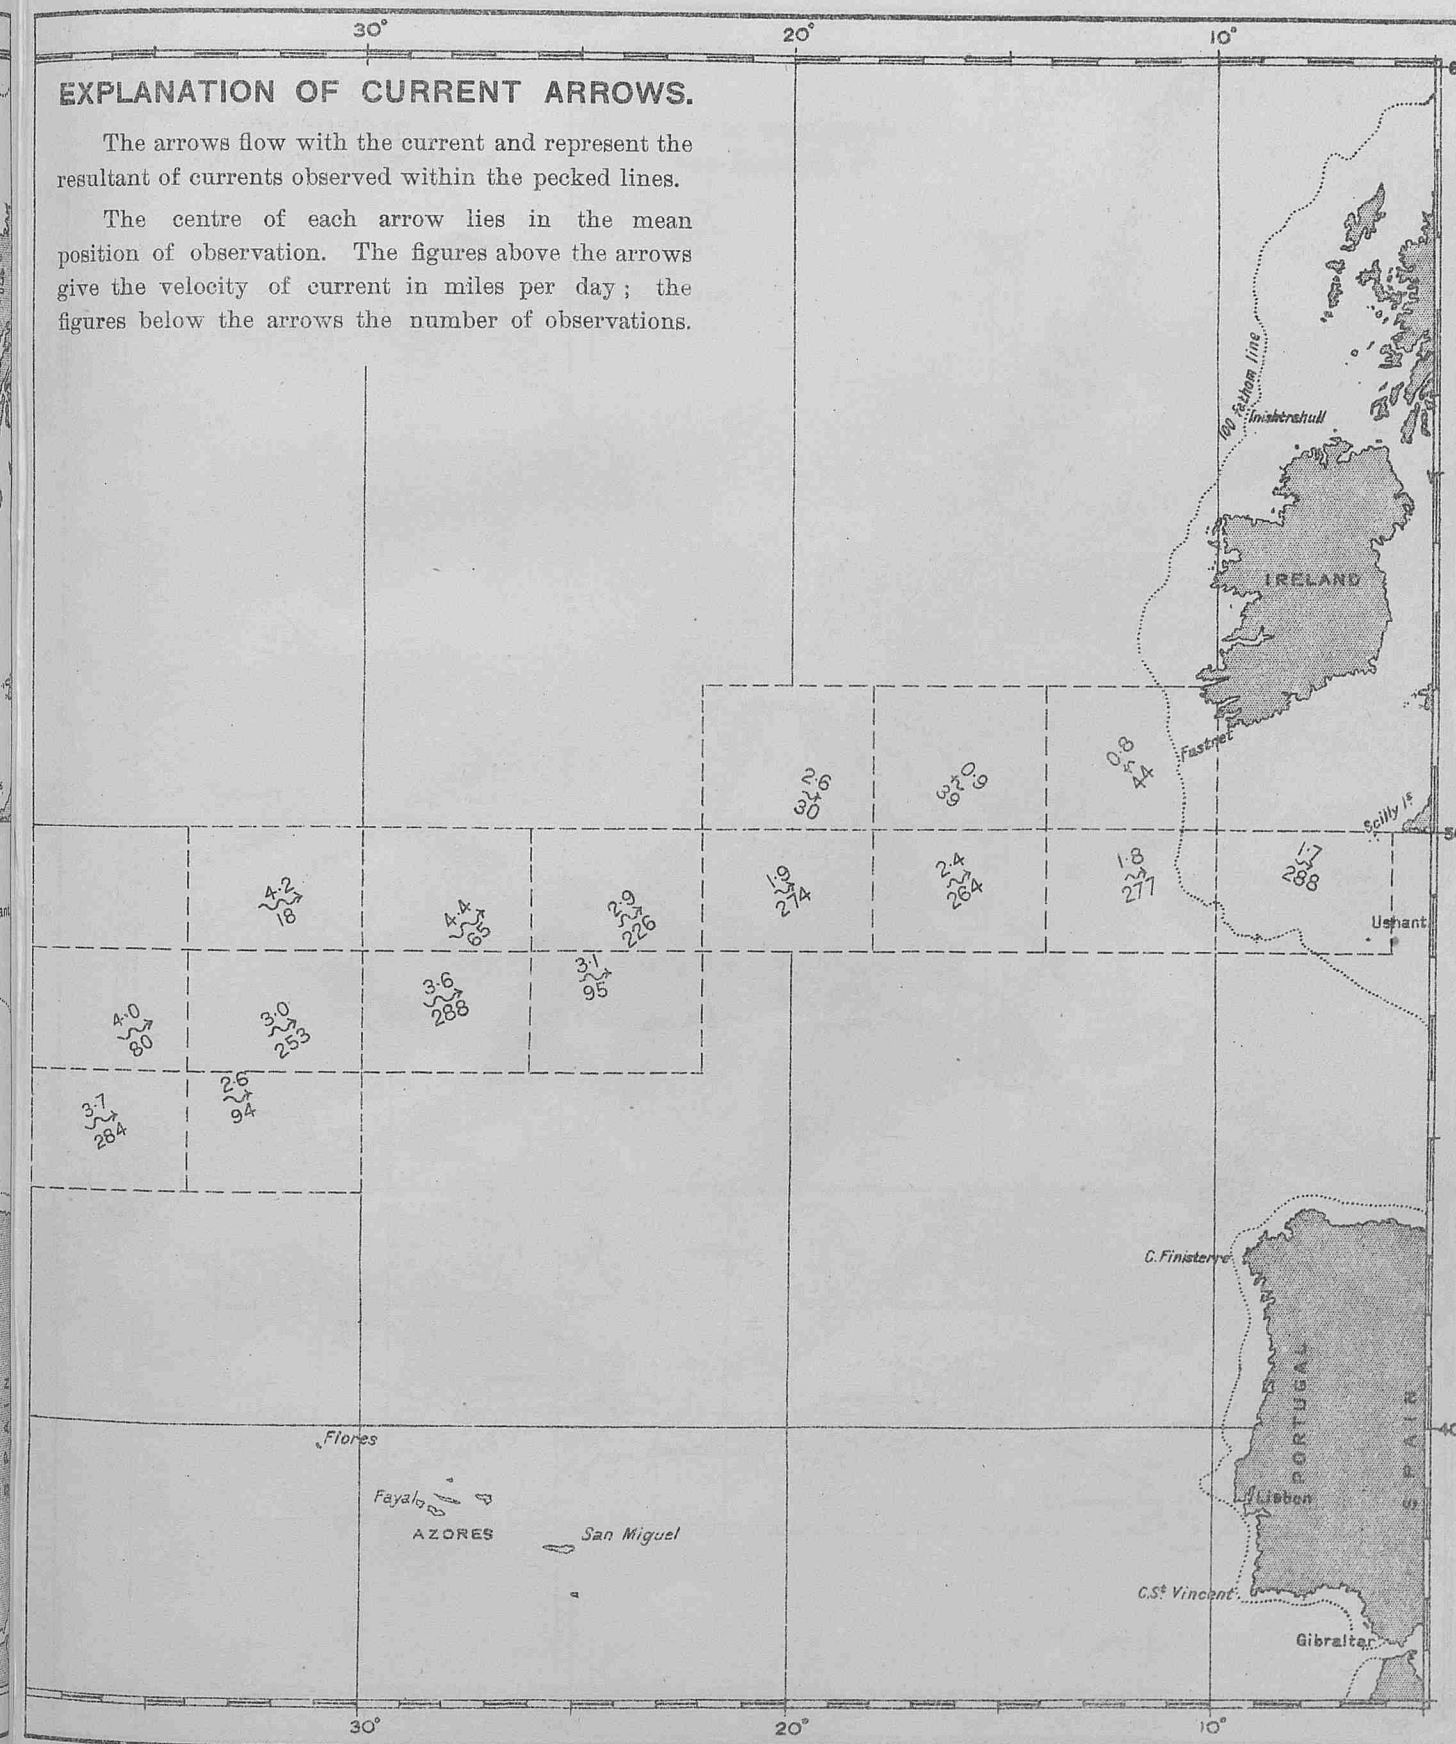 30° 20° 10°
EXPLANATION OF CURRENT ARROWS.
The arrows flow with the current and represent the
resultant of currents observed within the pecked lines.
The centre of each arrow lies in the mean
position of observation. The figures above the arrows
give the velocity of current in miles per day ; the
figures below the arrows the number of observations.
100 fathom line
Inishtrahull
IRELAND
Fastnet
0.8
44
0.9
39
2.6
30
Scilly Is
4.2
18
4.4
65
2.9
226
1.9
274
2.4
264
1.8
277
1.7
288
Ushant
4.0
80
3.0
253
3.6
288
3.1
95
3.7
284
2.6
94
C. Finisterre
PORTUGAL
SPAIN
40
Flores
Fayal
AZORES
San Miguel
Lisbon
C.St Vincent
Gibraltar
30° 20° 10°